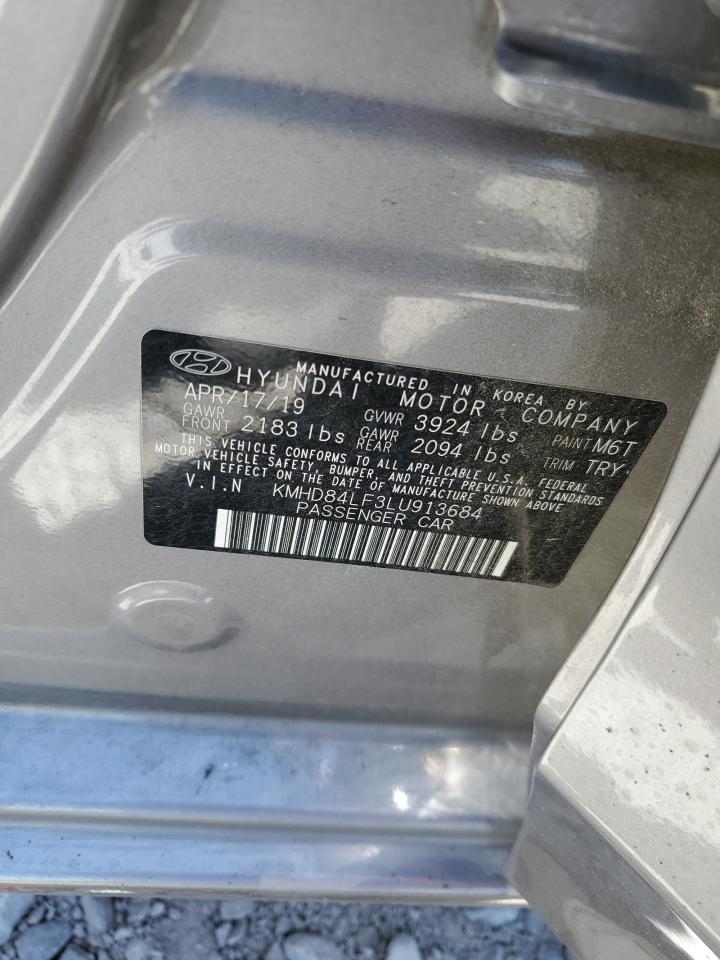 MANUFACTURED IN KOREA BY
HYUNDAI MOTOR COMPANY
APR/17/19 GVWR 3924 lbs PAINT M6T
GAWR FRONT 2183 lbs GAWR REAR 2094 lbs TRIM TRY
THIS VEHICLE CONFORMS TO ALL APPLICABLE U.S.A. FEDERAL
MOTOR VEHICLE SAFETY, BUMPER, AND THEFT PREVENTION STANDARDS
IN EFFECT ON THE DATE OF MANUFACTURE SHOWN ABOVE
V.I.N KMHD84LF3LU913684
PASSENGER CAR